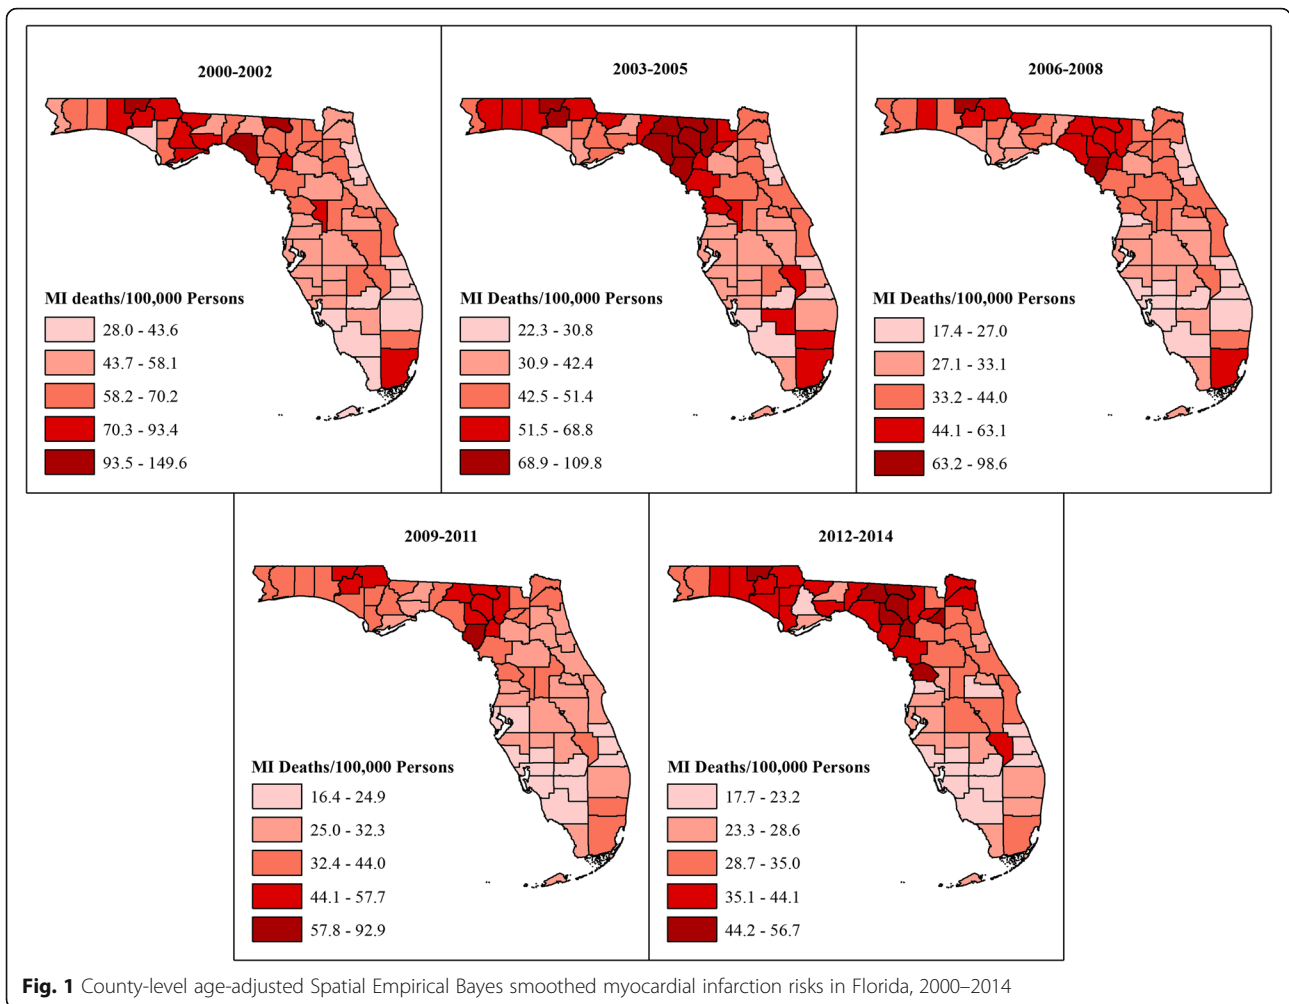 2000-2002
MI deaths/100,000 Persons
28.0 - 43.6
43.7 - 58.1
58.2 - 70.2
70.3 - 93.4
93.5 - 149.6
2003-2005
MI Deaths/100,000 Persons
22.3 - 30.8
30.9 - 42.4
42.5 - 51.4
51.5 - 68.8
68.9 - 109.8
2006-2008
MI Deaths/100,000 Persons
17.4 - 27.0
27.1 - 33.1
33.2 - 44.0
44.1 - 63.1
63.2 - 98.6
2009-2011
MI Deaths/100,000 Persons
16.4 - 24.9
25.0 - 32.3
32.4 - 44.0
44.1 - 57.7
57.8 - 92.9
2012-2014
MI Deaths/100,000 Persons
17.7 - 23.2
23.3 - 28.6
28.7 - 35.0
35.1 - 44.1
44.2 - 56.7
Fig. 1 County-level age-adjusted Spatial Empirical Bayes smoothed myocardial infarction risks in Florida, 2000–2014